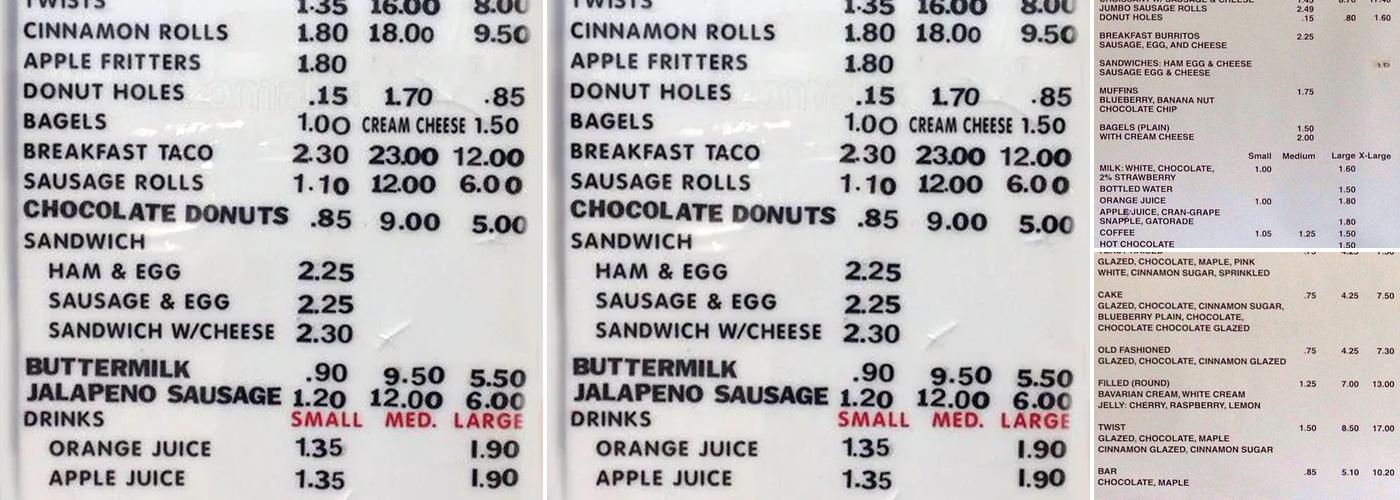 TWISTS 1.35 16.00 8.00
CINNAMON ROLLS 1.80 18.00 9.50
APPLE FRITTERS 1.80
DONUT HOLES .15 1.70 .85
BAGELS 1.00 CREAM CHEESE 1.50
BREAKFAST TACO 2.30 23.00 12.00
SAUSAGE ROLLS 1.10 12.00 6.00
CHOCOLATE DONUTS .85 9.00 5.00
SANDWICH
HAM & EGG 2.25
SAUSAGE & EGG 2.25
SANDWICH W/CHEESE 2.30
BUTTERMILK .90 9.50 5.50
JALAPENO SAUSAGE 1.20 12.00 6.00
DRINKS SMALL MED. LARGE
ORANGE JUICE 1.35 1.90
APPLE JUICE 1.35 1.90
TWISTS 1.35 16.00 8.00
CINNAMON ROLLS 1.80 18.00 9.50
APPLE FRITTERS 1.80
DONUT HOLES .15 1.70 .85
BAGELS 1.00 CREAM CHEESE 1.50
BREAKFAST TACO 2.30 23.00 12.00
SAUSAGE ROLLS 1.10 12.00 6.00
CHOCOLATE DONUTS .85 9.00 5.00
SANDWICH
HAM & EGG 2.25
SAUSAGE & EGG 2.25
SANDWICH W/CHEESE 2.30
BUTTERMILK .90 9.50 5.50
JALAPENO SAUSAGE 1.20 12.00 6.00
DRINKS SMALL MED. LARGE
ORANGE JUICE 1.35 1.90
APPLE JUICE 1.35 1.90
JUMBO SAUSAGE ROLLS 2.49
DONUT HOLES .15 .80 1.60
BREAKFAST BURRITOS 2.25
SAUSAGE, EGG, AND CHEESE
SANDWICHES: HAM EGG & CHEESE
SAUSAGE EGG & CHEESE
MUFFINS 1.75
BLUEBERRY, BANANA NUT
CHOCOLATE CHIP
BAGELS (PLAIN) 1.50
WITH CREAM CHEESE 2.00
Small Medium Large X-Large
MILK: WHITE, CHOCOLATE, 1.00 1.60
2% STRAWBERRY
BOTTLED WATER 1.50
ORANGE JUICE 1.00 1.80
APPLE JUICE, CRAN-GRAPE
SNAPPLE, GATORADE 1.80
COFFEE 1.05 1.25 1.50
HOT CHOCOLATE 1.50
GLAZED, CHOCOLATE, MAPLE, PINK
WHITE, CINNAMON SUGAR, SPRINKLED
CAKE .75 4.25 7.50
GLAZED, CHOCOLATE, CINNAMON SUGAR,
BLUEBERRY PLAIN, CHOCOLATE,
CHOCOLATE CHOCOLATE GLAZED
OLD FASHIONED .75 4.25 7.30
GLAZED, CHOCOLATE, CINNAMON GLAZED
FILLED (ROUND) 1.25 7.00 13.00
BAVARIAN CREAM, WHITE CREAM
JELLY: CHERRY, RASPBERRY, LEMON
TWIST 1.50 8.50 17.00
GLAZED, CHOCOLATE, MAPLE
CINNAMON GLAZED, CINNAMON SUGAR
BAR .85 5.10 10.20
CHOCOLATE, MAPLE